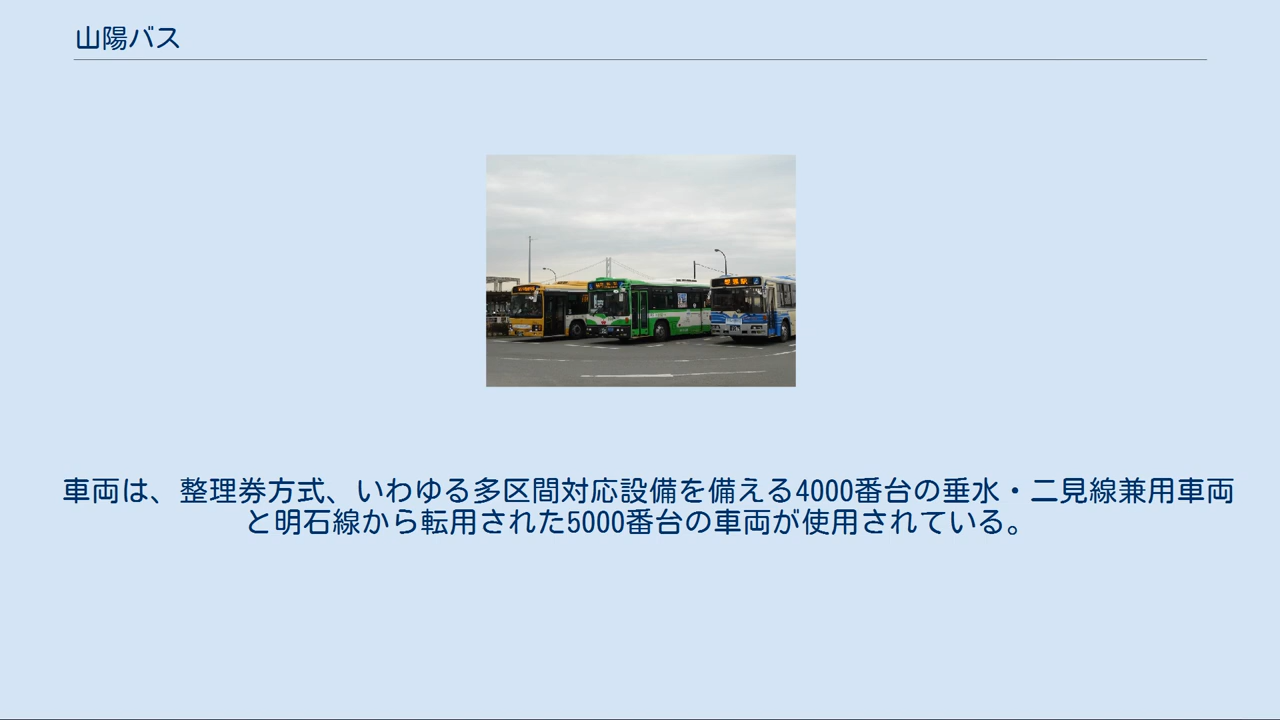 山陽バス
車両は、整理券方式、いわゆる多区間対応設備を備える4000番台の垂水・二見線兼用車両
と明石線から転用された5000番台の車両が使用されている。